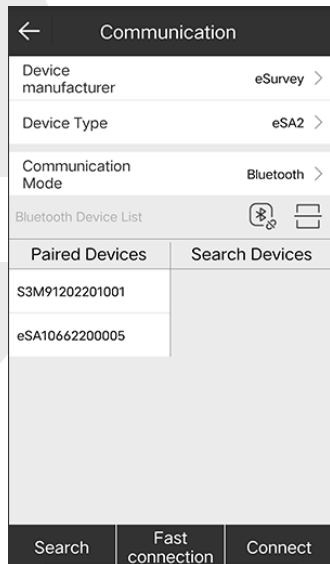 Communication
Device
manufacturer
eSurvey
Device Type
eSA2
Communication
Mode
Bluetooth
Bluetooth Device List
Paired Devices
Search Devices
S3M91202201001
eSA10662200005
Search
Fast
connection
Connect